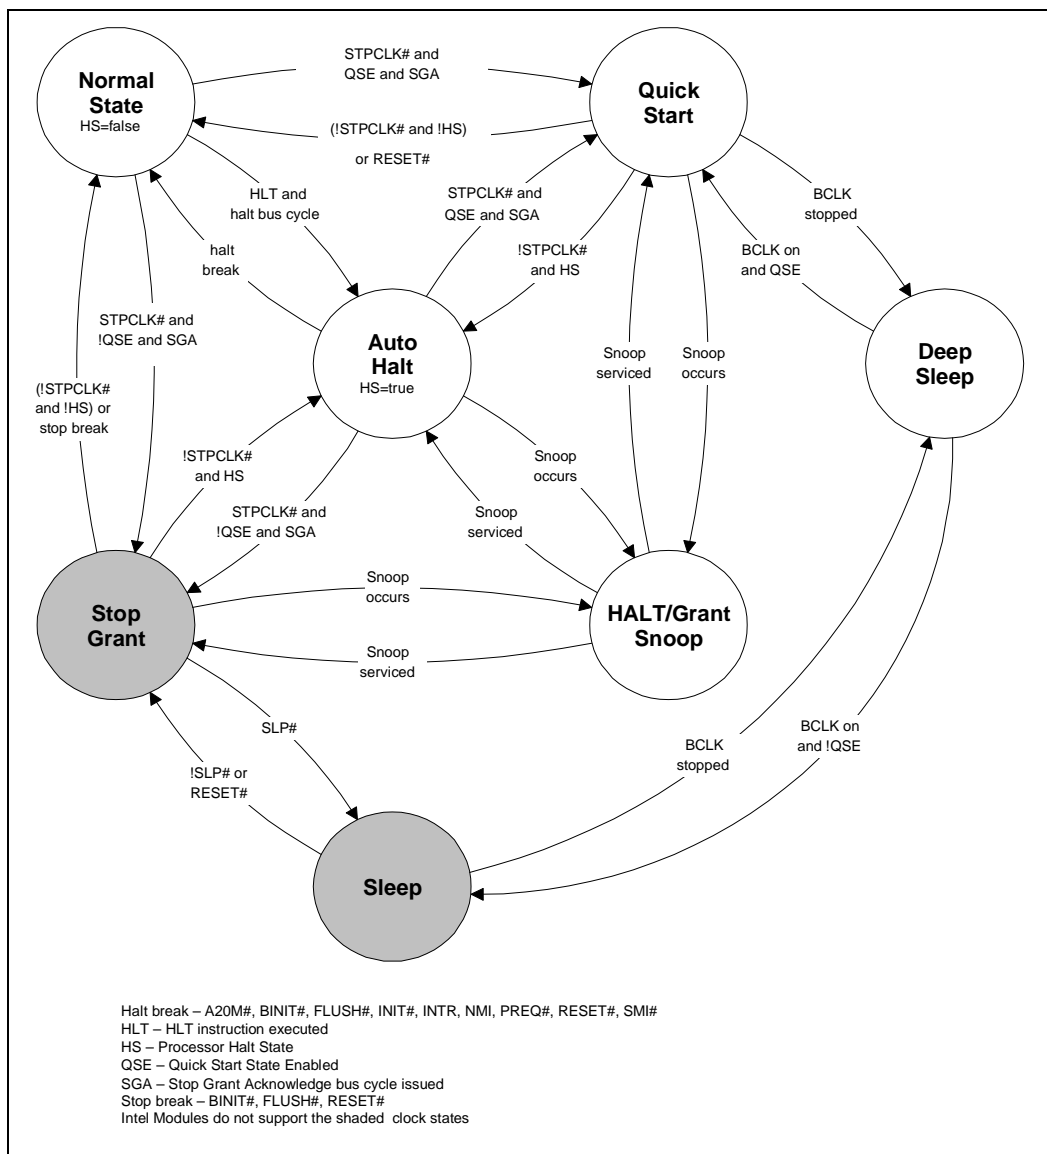 Normal
State
HS=false
STPCLK# and
QSE and SGA
Quick
Start
(!STPCLK# and !HS)
or RESET#
HLT and
halt bus cycle
STPCLK# and
QSE and SGA
BCLK
stopped
halt
break
!STPCLK#
and HS
BCLK on
and QSE
STPCLK# and
!QSE and SGA
Auto
Halt
HS=true
Snoop
serviced
Snoop
occurs
Deep
Sleep
(!STPCLK#
and !HS) or
stop break
!STPCLK#
and HS
Snoop
occurs
STPCLK# and
!QSE and SGA
Snoop
serviced
Stop
Grant
Snoop
occurs
HALT/Grant
Snoop
Snoop
serviced
SLP#
BCLK
stopped
BCLK on
and !QSE
!SLP# or
RESET#
Sleep
Halt break – A20M#, BINIT#, FLUSH#, INIT#, INTR, NMI, PREQ#, RESET#, SMI#
HLT – HLT instruction executed
HS – Processor Halt State
QSE – Quick Start State Enabled
SGA – Stop Grant Acknowledge bus cycle issued
Stop break – BINIT#, FLUSH#, RESET#
Intel Modules do not support the shaded clock states